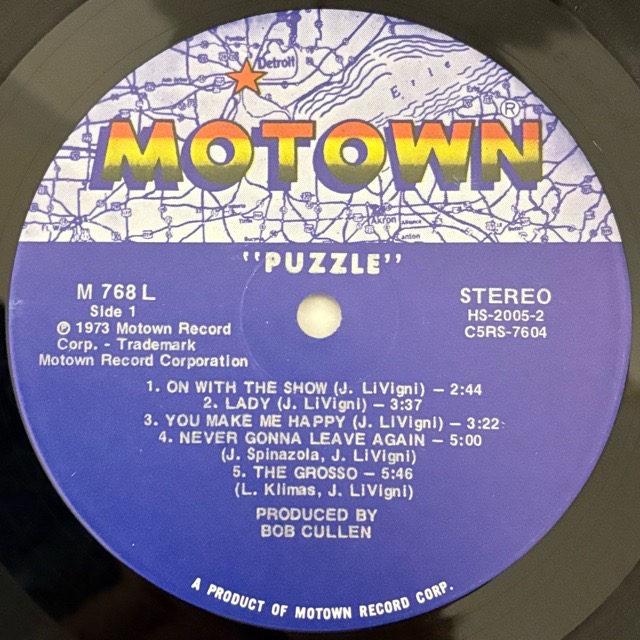 Detroit
Erie
MOTOWN®
Akron
Canton
"PUZZLE"
M 768 L
Side 1
℗ 1973 Motown Record
Corp. - Trademark
Motown Record Corporation
STEREO
HS-2005-2
C5RS-7604
1. ON WITH THE SHOW (J. LiVigni) – 2:44
2. LADY (J. LiVigni) – 3:37
3. YOU MAKE ME HAPPY (J. LiVigni) – 3:22
4. NEVER GONNA LEAVE AGAIN – 5:00
(J. Spinazola, J. LiVigni)
5. THE GROSSO – 5:46
(L. Klimas, J. LiVigni)
PRODUCED BY
BOB CULLEN
A PRODUCT OF MOTOWN RECORD CORP.